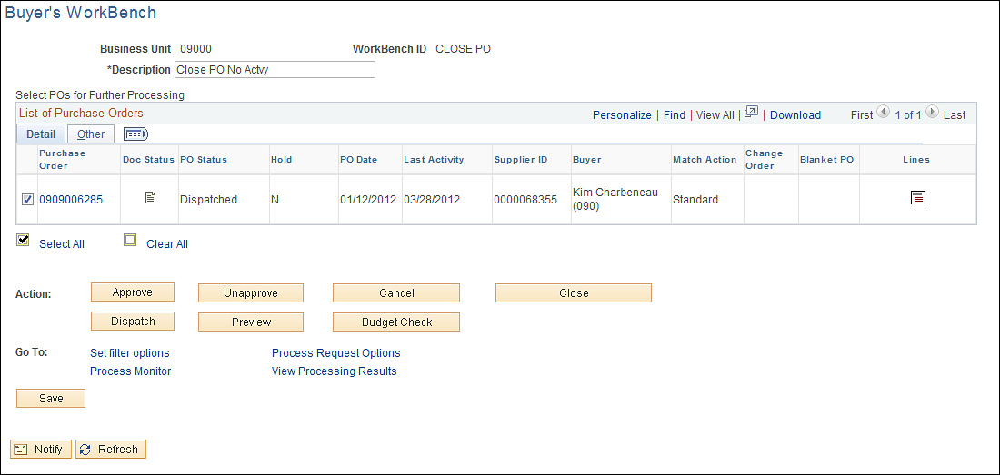 Buyer's WorkBench
Business Unit 09000 WorkBench ID CLOSE PO
*Description Close PO No Actvy
Select POs for Further Processing
List of Purchase Orders Personalize | Find | View All | | Download First 1 of 1 Last
Detail Other
Purchase Order Doc Status PO Status Hold PO Date Last Activity Supplier ID Buyer Match Action Change Order Blanket PO Lines
0909006285 Dispatched N 01/12/2012 03/28/2012 0000068355 Kim Charbeneau (090) Standard
Select All Clear All
Action: Approve Unapprove Cancel Close
Dispatch Preview Budget Check
Go To: Set filter options Process Request Options
Process Monitor View Processing Results
Save
Notify Refresh